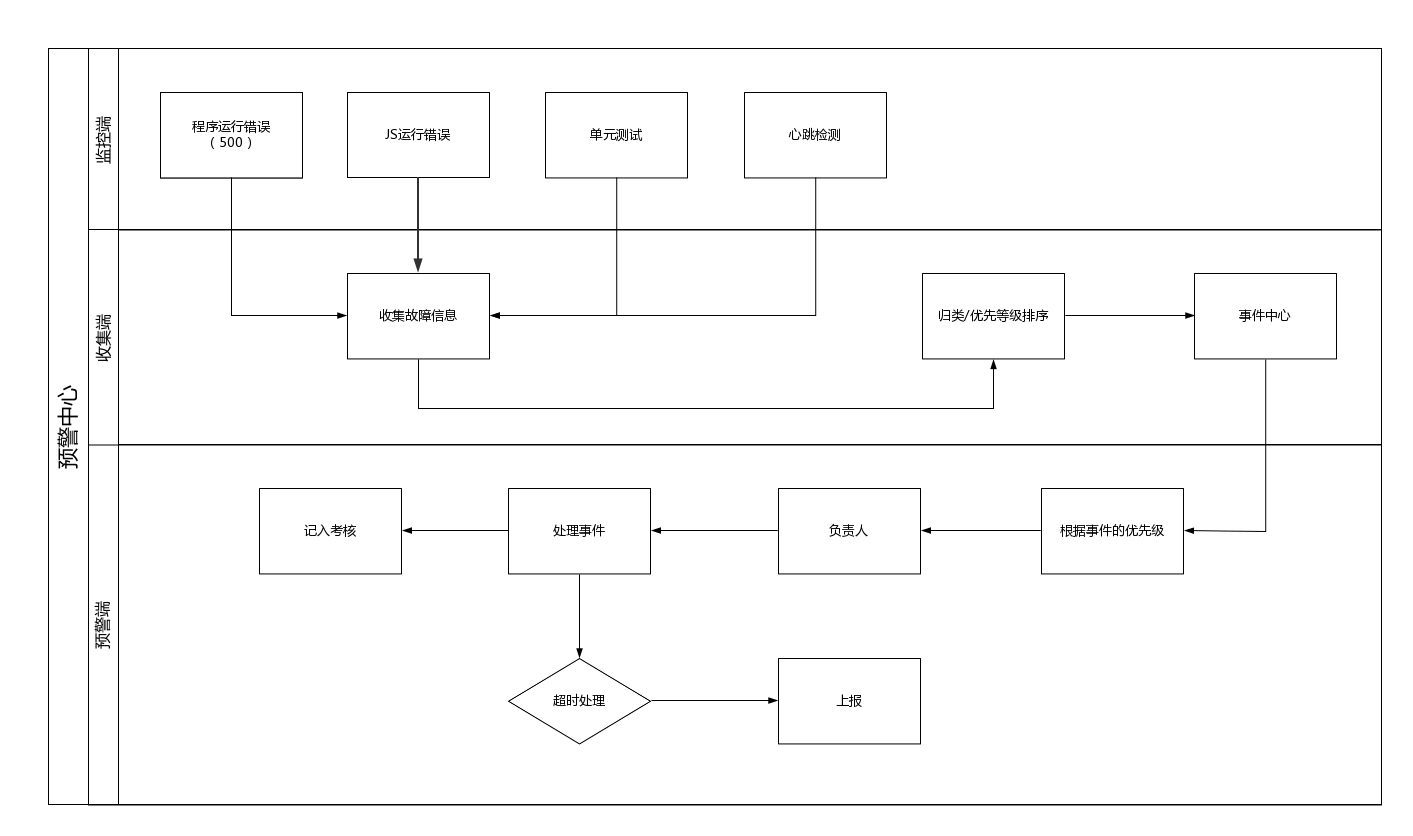 预警中心
监控端
程序运行错误
（500）
JS运行错误
单元测试
心跳检测
收集端
收集故障信息
归类/优先等级排序
事件中心
预警端
记入考核
处理事件
负责人
根据事件的优先级
超时处理
上报